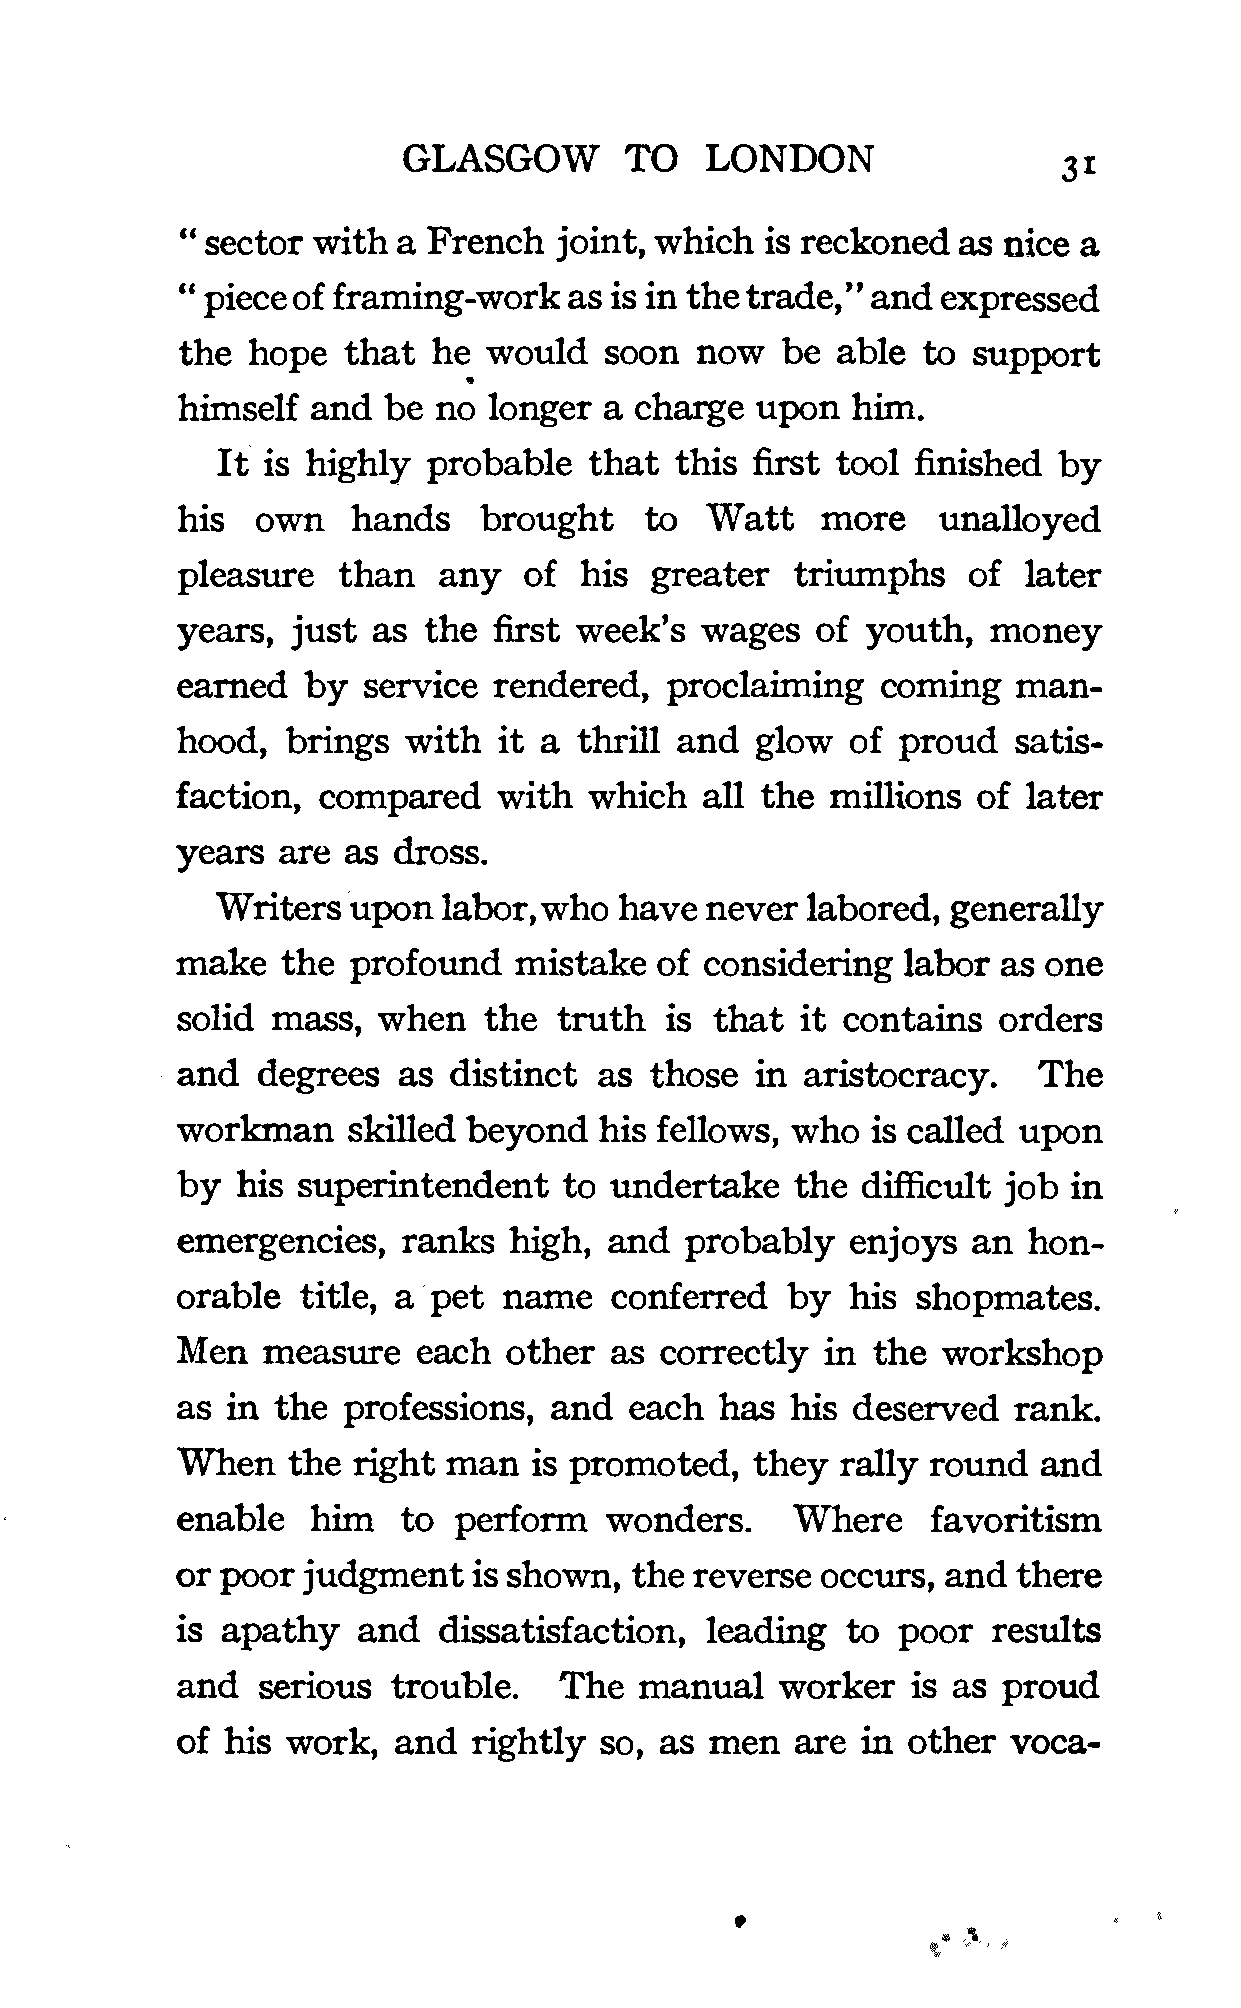 GLASGOW TO LONDON 31
“ sector with a French joint, which is reckoned as nice a
“ piece of framing-work as is in the trade,” and expressed
the hope that he would soon now be able to support
himself and be no longer a charge upon him.
It is highly probable that this first tool finished by
his own hands brought to Watt more unalloyed
pleasure than any of his greater triumphs of later
years, just as the first week’s wages of youth, money
earned by service rendered, proclaiming coming man-
hood, brings with it a thrill and glow of proud satis-
faction, compared with which all the millions of later
years are as dross.
Writers upon labor, who have never labored, generally
make the profound mistake of considering labor as one
solid mass, when the truth is that it contains orders
and degrees as distinct as those in aristocracy. The
workman skilled beyond his fellows, who is called upon
by his superintendent to undertake the difficult job in
emergencies, ranks high, and probably enjoys an hon-
orable title, a pet name conferred by his shopmates.
Men measure each other as correctly in the workshop
as in the professions, and each has his deserved rank.
When the right man is promoted, they rally round and
enable him to perform wonders. Where favoritism
or poor judgment is shown, the reverse occurs, and there
is apathy and dissatisfaction, leading to poor results
and serious trouble. The manual worker is as proud
of his work, and rightly so, as men are in other voca-